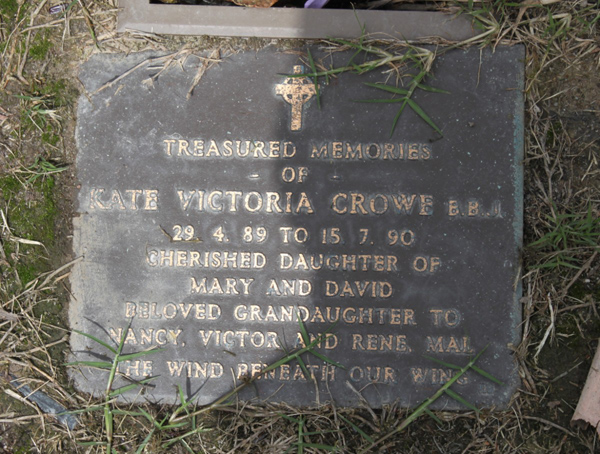 TREASURED MEMORIES
- OF -
KATE VICTORIA CROWE B.B.J.
29. 4. 89 TO 15. 7. 90
CHERISHED DAUGHTER OF
MARY AND DAVID
BELOVED GRANDAUGHTER TO
NANCY, VICTOR AND RENE, MAL
THE WIND BENEATH OUR WING